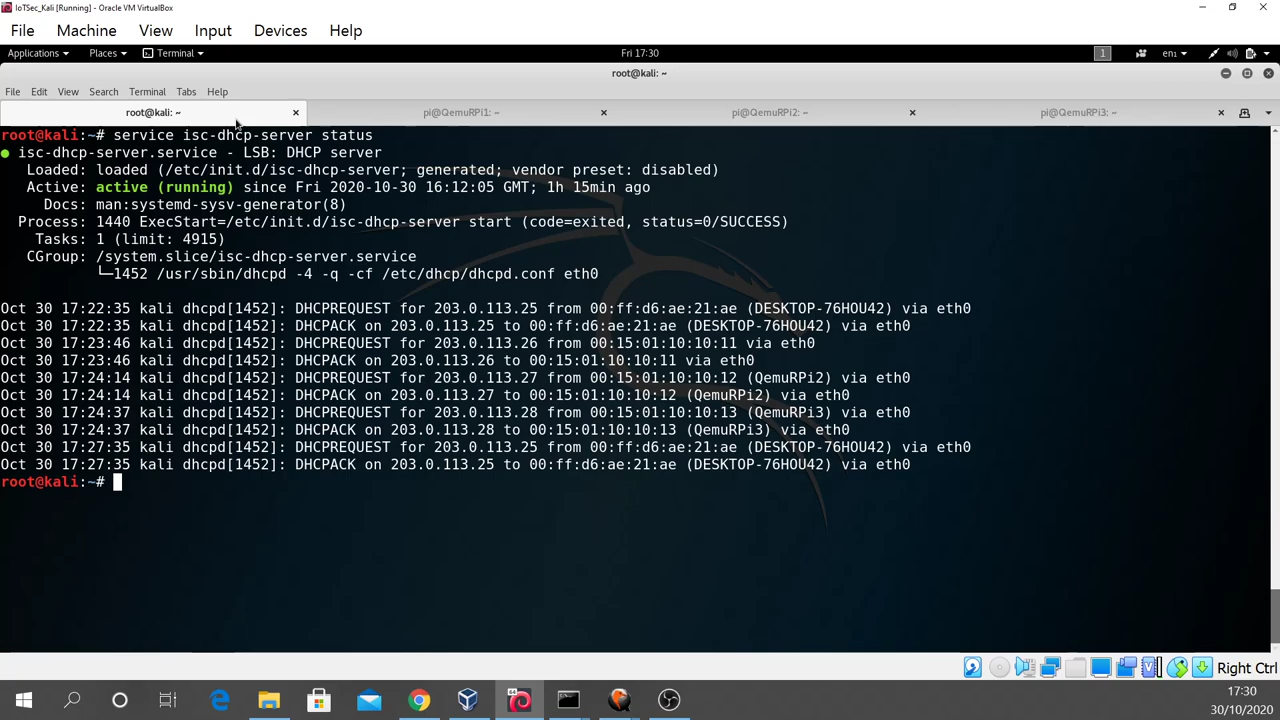 IoTSec_Kali [Running] - Oracle VM VirtualBox
File Machine View Input Devices Help
Applications Places Terminal Fri 17:30 1 en1
root@kali: ~
File Edit View Search Terminal Tabs Help
root@kali: ~ pi@QemuRPi1: ~ pi@QemuRPi2: ~ pi@QemuRPi3: ~
root@kali:~# service isc-dhcp-server status
● isc-dhcp-server.service - LSB: DHCP server
Loaded: loaded (/etc/init.d/isc-dhcp-server; generated; vendor preset: disabled)
Active: active (running) since Fri 2020-10-30 16:12:05 GMT; 1h 15min ago
Docs: man:systemd-sysv-generator(8)
Process: 1440 ExecStart=/etc/init.d/isc-dhcp-server start (code=exited, status=0/SUCCESS)
Tasks: 1 (limit: 4915)
CGroup: /system.slice/isc-dhcp-server.service
└─1452 /usr/sbin/dhcpd -4 -q -cf /etc/dhcp/dhcpd.conf eth0
Oct 30 17:22:35 kali dhcpd[1452]: DHCPREQUEST for 203.0.113.25 from 00:ff:d6:ae:21:ae (DESKTOP-76HOU42) via eth0
Oct 30 17:22:35 kali dhcpd[1452]: DHCPACK on 203.0.113.25 to 00:ff:d6:ae:21:ae (DESKTOP-76HOU42) via eth0
Oct 30 17:23:46 kali dhcpd[1452]: DHCPREQUEST for 203.0.113.26 from 00:15:01:10:10:11 via eth0
Oct 30 17:23:46 kali dhcpd[1452]: DHCPACK on 203.0.113.26 to 00:15:01:10:10:11 via eth0
Oct 30 17:24:14 kali dhcpd[1452]: DHCPREQUEST for 203.0.113.27 from 00:15:01:10:10:12 (QemuRPi2) via eth0
Oct 30 17:24:14 kali dhcpd[1452]: DHCPACK on 203.0.113.27 to 00:15:01:10:10:12 (QemuRPi2) via eth0
Oct 30 17:24:37 kali dhcpd[1452]: DHCPREQUEST for 203.0.113.28 from 00:15:01:10:10:13 (QemuRPi3) via eth0
Oct 30 17:24:37 kali dhcpd[1452]: DHCPACK on 203.0.113.28 to 00:15:01:10:10:13 (QemuRPi3) via eth0
Oct 30 17:27:35 kali dhcpd[1452]: DHCPREQUEST for 203.0.113.25 from 00:ff:d6:ae:21:ae (DESKTOP-76HOU42) via eth0
Oct 30 17:27:35 kali dhcpd[1452]: DHCPACK on 203.0.113.25 to 00:ff:d6:ae:21:ae (DESKTOP-76HOU42) via eth0
root@kali:~#
Right Ctrl
17:30
30/10/2020